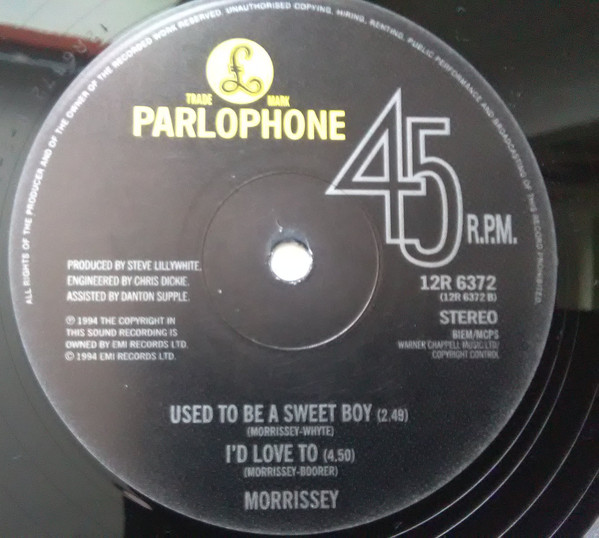 ALL RIGHTS OF THE PRODUCER AND OF THE OWNER OF THE RECORDED WORK RESERVED. UNAUTHORISED COPYING, HIRING, RENTING, PUBLIC PERFORMANCE AND BROADCASTING OF THIS RECORD PROHIBITED.
£
TRADE MARK
PARLOPHONE
45 R.P.M.
PRODUCED BY STEVE LILLYWHITE.
ENGINEERED BY CHRIS DICKIE.
ASSISTED BY DANTON SUPPLE.
℗ 1994 THE COPYRIGHT IN
THIS SOUND RECORDING IS
OWNED BY EMI RECORDS LTD.
© 1994 EMI RECORDS LTD.
12R 6372
(12R 6372 B)
STEREO
BIEM/MCPS
WARNER CHAPPELL MUSIC LTD/
COPYRIGHT CONTROL
USED TO BE A SWEET BOY (2.49)
(MORRISSEY-WHYTE)
I'D LOVE TO (4.50)
(MORRISSEY-BOORER)
MORRISSEY